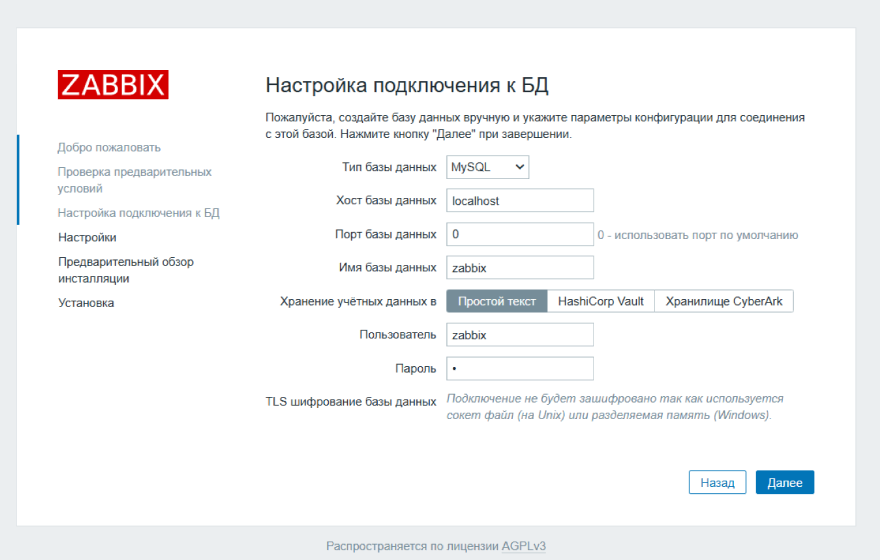 ZABBIX
Добро пожаловать
Проверка предварительных
условий
Настройка подключения к БД
Настройки
Предварительный обзор
инсталляции
Установка
Настройка подключения к БД
Пожалуйста, создайте базу данных вручную и укажите параметры конфигурации для соединения
с этой базой. Нажмите кнопку "Далее" при завершении.
Тип базы данных MySQL
Хост базы данных localhost
Порт базы данных 0 0 - использовать порт по умолчанию
Имя базы данных zabbix
Хранение учётных данных в Простой текст HashiCorp Vault Хранилище CyberArk
Пользователь zabbix
Пароль •
TLS шифрование базы данных Подключение не будет зашифровано так как используется
сокет файл (на Unix) или разделяемая память (Windows).
Назад Далее
Распространяется по лицензии AGPLv3